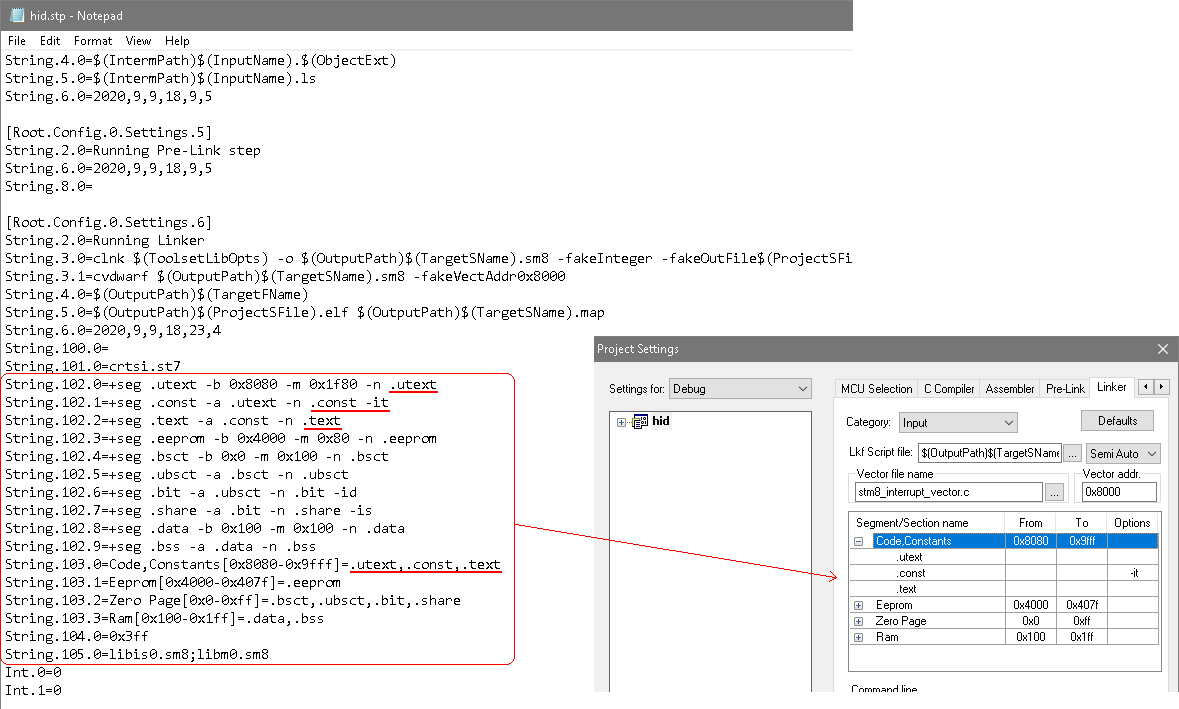 hid.stp - Notepad
File Edit Format View Help
String.4.0=$(IntermPath)$(InputName).$(ObjectExt)
String.5.0=$(IntermPath)$(InputName).ls
String.6.0=2020,9,9,18,9,5
[Root.Config.0.Settings.5]
String.2.0=Running Pre-Link step
String.6.0=2020,9,9,18,9,5
String.8.0=
[Root.Config.0.Settings.6]
String.2.0=Running Linker
String.3.0=clnk $(ToolsetLibOpts) -o $(OutputPath)$(TargetSName).sm8 -fakeInteger -fakeOutFile$(ProjectSFi
String.3.1=cvdwarf $(OutputPath)$(TargetSName).sm8 -fakeVectAddr0x8000
String.4.0=$(OutputPath)$(TargetFName)
String.5.0=$(OutputPath)$(ProjectSFile).elf $(OutputPath)$(TargetSName).map
String.6.0=2020,9,9,18,23,4
String.100.0=
String.101.0=crtsi.st7
String.102.0=+seg .utext -b 0x8080 -m 0x1f80 -n .utext
String.102.1=+seg .const -a .utext -n .const -it
String.102.2=+seg .text -a .const -n .text
String.102.3=+seg .eeprom -b 0x4000 -m 0x80 -n .eeprom
String.102.4=+seg .bsct -b 0x0 -m 0x100 -n .bsct
String.102.5=+seg .ubsct -a .bsct -n .ubsct
String.102.6=+seg .bit -a .ubsct -n .bit -id
String.102.7=+seg .share -a .bit -n .share -is
String.102.8=+seg .data -b 0x100 -m 0x100 -n .data
String.102.9=+seg .bss -a .data -n .bss
String.103.0=Code,Constants[0x8080-0x9fff]=.utext,.const,.text
String.103.1=Eeprom[0x4000-0x407f]=.eeprom
String.103.2=Zero Page[0x0-0xff]=.bsct,.ubsct,.bit,.share
String.103.3=Ram[0x100-0x1ff]=.data,.bss
String.104.0=0x3ff
String.105.0=libis0.sm8;libm0.sm8
Int.0=0
Int.1=0
Project Settings
Settings for: Debug
hid
MCU Selection C Compiler Assembler Pre-Link Linker
Category: Input Defaults
Lkf Script file: $(OutputPath)$(TargetSName ... Semi Auto
Vector file name Vector addr.
stm8_interrupt_vector.c ... 0x8000
Segment/Section name From To Options
Code,Constants 0x8080 0x9fff
.utext
.const -it
.text
Eeprom 0x4000 0x407f
Zero Page 0x0 0xff
Ram 0x100 0x1ff
Command line